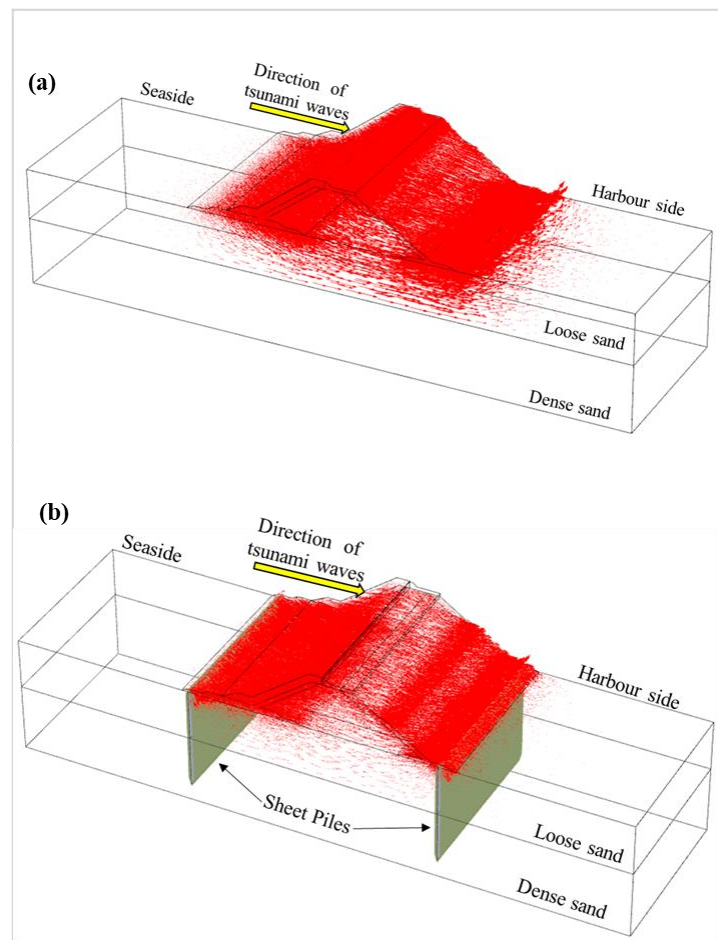 (a)
Seaside
Direction of
tsunami waves
Harbour side
Loose sand
Dense sand
(b)
Seaside
Direction of
tsunami waves
Harbour side
Sheet Piles
Loose sand
Dense sand